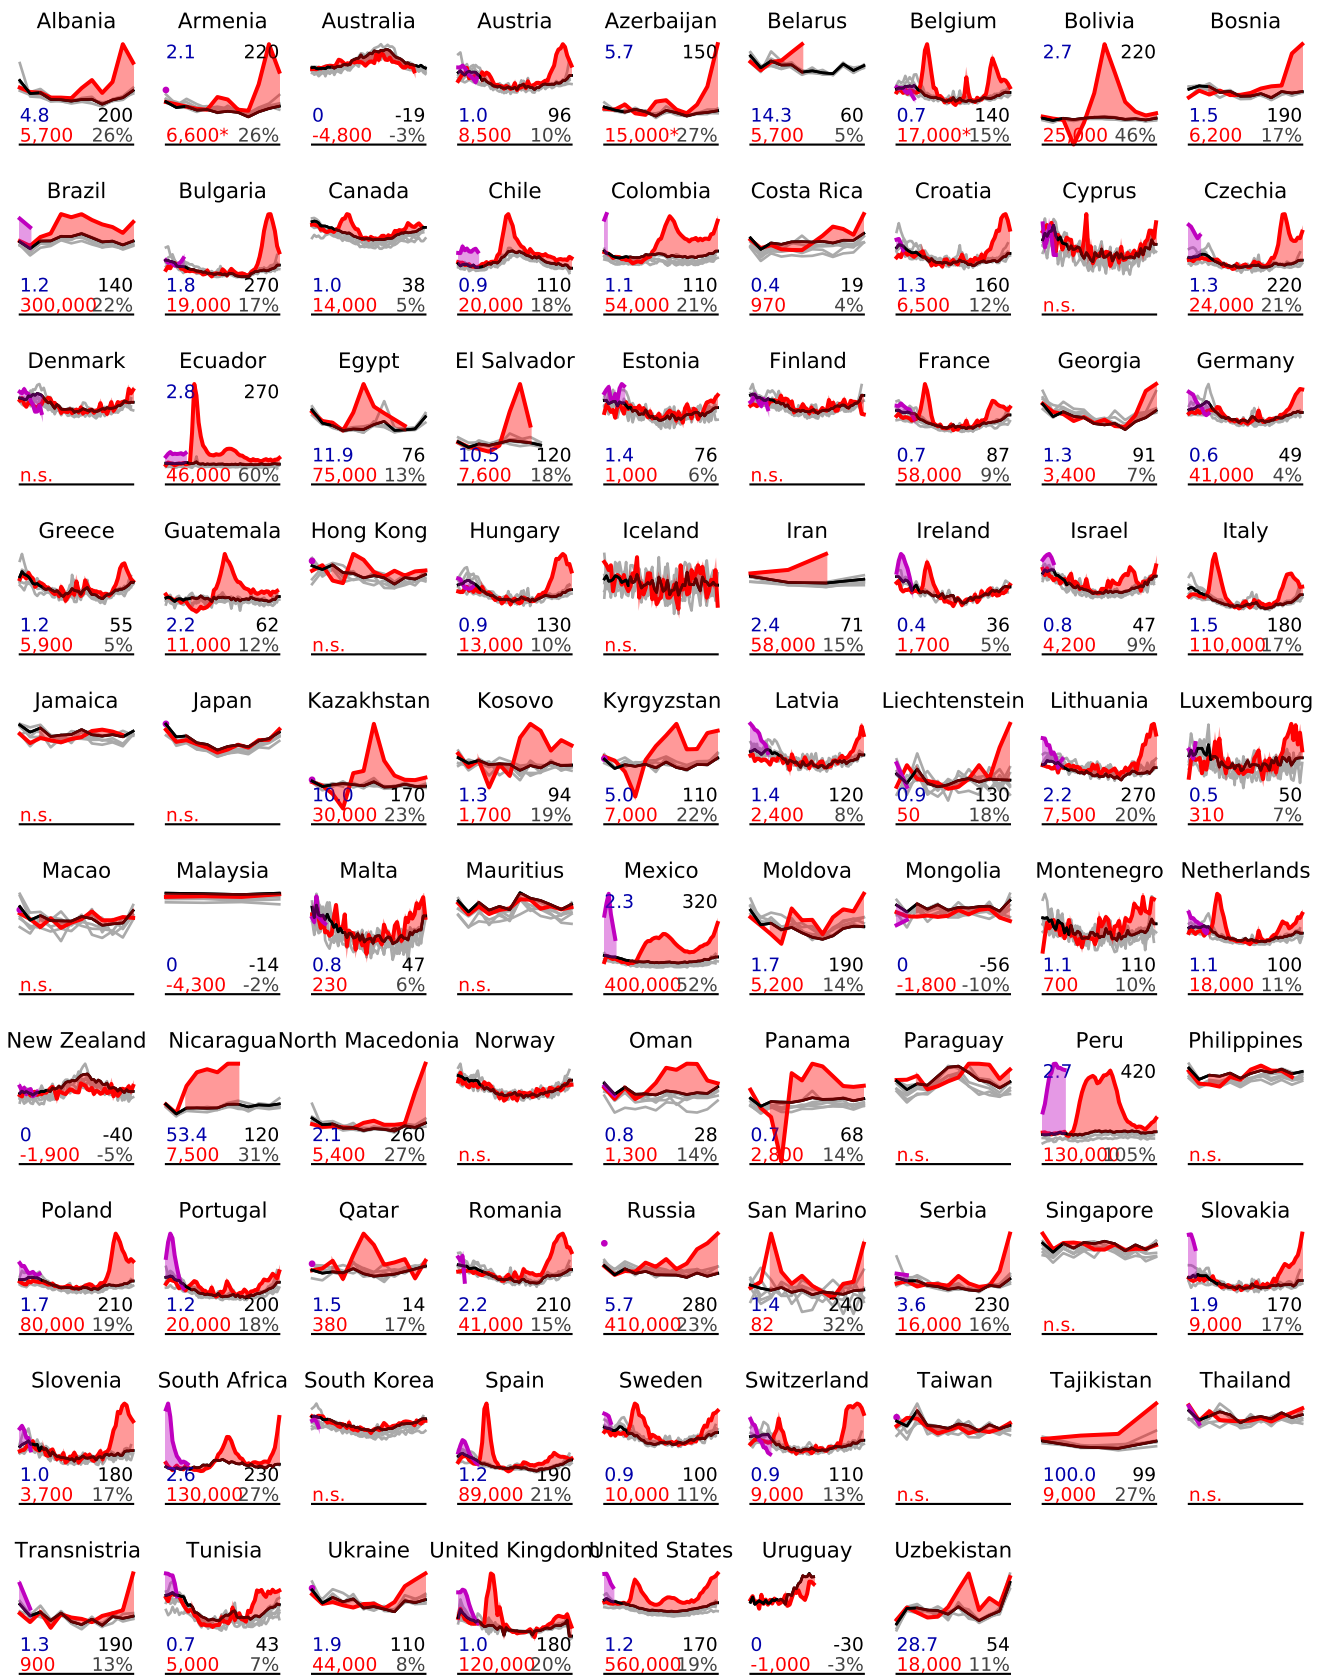 Albania Armenia Australia Austria Azerbaijan Belarus Belgium Bolivia Bosnia
2.1 220 5.7 150 2.7 220
4.8 200 0 -19 1.0 96 14.3 60 0.7 140 1.5 190
5,700 26% 6,600* 26% -4,800 -3% 8,500 10% 15,000* 27% 5,700 5% 17,000* 15% 25,000 46% 6,200 17%
Brazil Bulgaria Canada Chile Colombia Costa Rica Croatia Cyprus Czechia
1.2 140 1.8 270 1.0 38 0.9 110 1.1 110 0.4 19 1.3 160 1.3 220
300,000 22% 19,000 17% 14,000 5% 20,000 18% 54,000 21% 970 4% 6,500 12% n.s. 24,000 21%
Denmark Ecuador Egypt El Salvador Estonia Finland France Georgia Germany
2.8 270
11.9 76 10.5 120 1.4 76 0.7 87 1.3 91 0.6 49
n.s. 46,000 60% 75,000 13% 7,600 18% 1,000 6% n.s. 58,000 9% 3,400 7% 41,000 4%
Greece Guatemala Hong Kong Hungary Iceland Iran Ireland Israel Italy
1.2 55 2.2 62 0.9 130 2.4 71 0.4 36 0.8 47 1.5 180
5,900 5% 11,000 12% n.s. 13,000 10% n.s. 58,000 15% 1,700 5% 4,200 9% 110,000 17%
Jamaica Japan Kazakhstan Kosovo Kyrgyzstan Latvia Liechtenstein Lithuania Luxembourg
10.0 170 1.3 94 5.0 110 1.4 120 0.9 130 2.2 270 0.5 50
n.s. n.s. 30,000 23% 1,700 19% 7,000 22% 2,400 8% 50 18% 7,500 20% 310 7%
Macao Malaysia Malta Mauritius Mexico Moldova Mongolia Montenegro Netherlands
2.3 320
0 -14 0.8 47 1.7 190 0 -56 1.1 110 1.1 100
n.s. -4,300 -2% 230 6% n.s. 400,000 52% 5,200 14% -1,800 -10% 700 10% 18,000 11%
New Zealand Nicaragua North Macedonia Norway Oman Panama Paraguay Peru Philippines
2.7 420
0 -40 53.4 120 2.1 260 0.8 28 0.7 68
-1,900 -5% 7,500 31% 5,400 27% n.s. 1,300 14% 2,800 14% n.s. 130,000 105% n.s.
Poland Portugal Qatar Romania Russia San Marino Serbia Singapore Slovakia
1.7 210 1.2 200 1.5 14 2.2 210 5.7 280 1.4 240 3.6 230 1.9 170
80,000 19% 20,000 18% 380 17% 41,000 15% 410,000 23% 82 32% 16,000 16% n.s. 9,000 17%
Slovenia South Africa South Korea Spain Sweden Switzerland Taiwan Tajikistan Thailand
1.0 180 2.6 230 1.2 190 0.9 100 0.9 110 100.0 99
3,700 17% 130,000 27% n.s. 89,000 21% 10,000 11% 9,000 13% n.s. 9,000 27% n.s.
Transnistria Tunisia Ukraine United Kingdom United States Uruguay Uzbekistan
1.3 190 0.7 43 1.9 110 1.0 180 1.2 170 0 -30 28.7 54
900 13% 5,000 7% 44,000 8% 120,000 20% 560,000 19% -1,000 -3% 18,000 11%